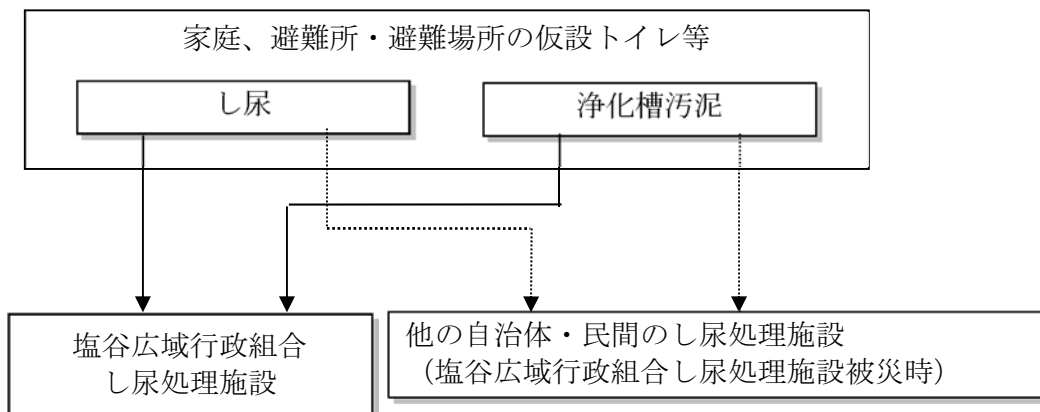 家庭、避難所・避難場所の仮設トイレ等
し尿
浄化槽汚泥
塩谷広域行政組合
し尿処理施設
他の自治体・民間のし尿処理施設
（塩谷広域行政組合し尿処理施設被災時）